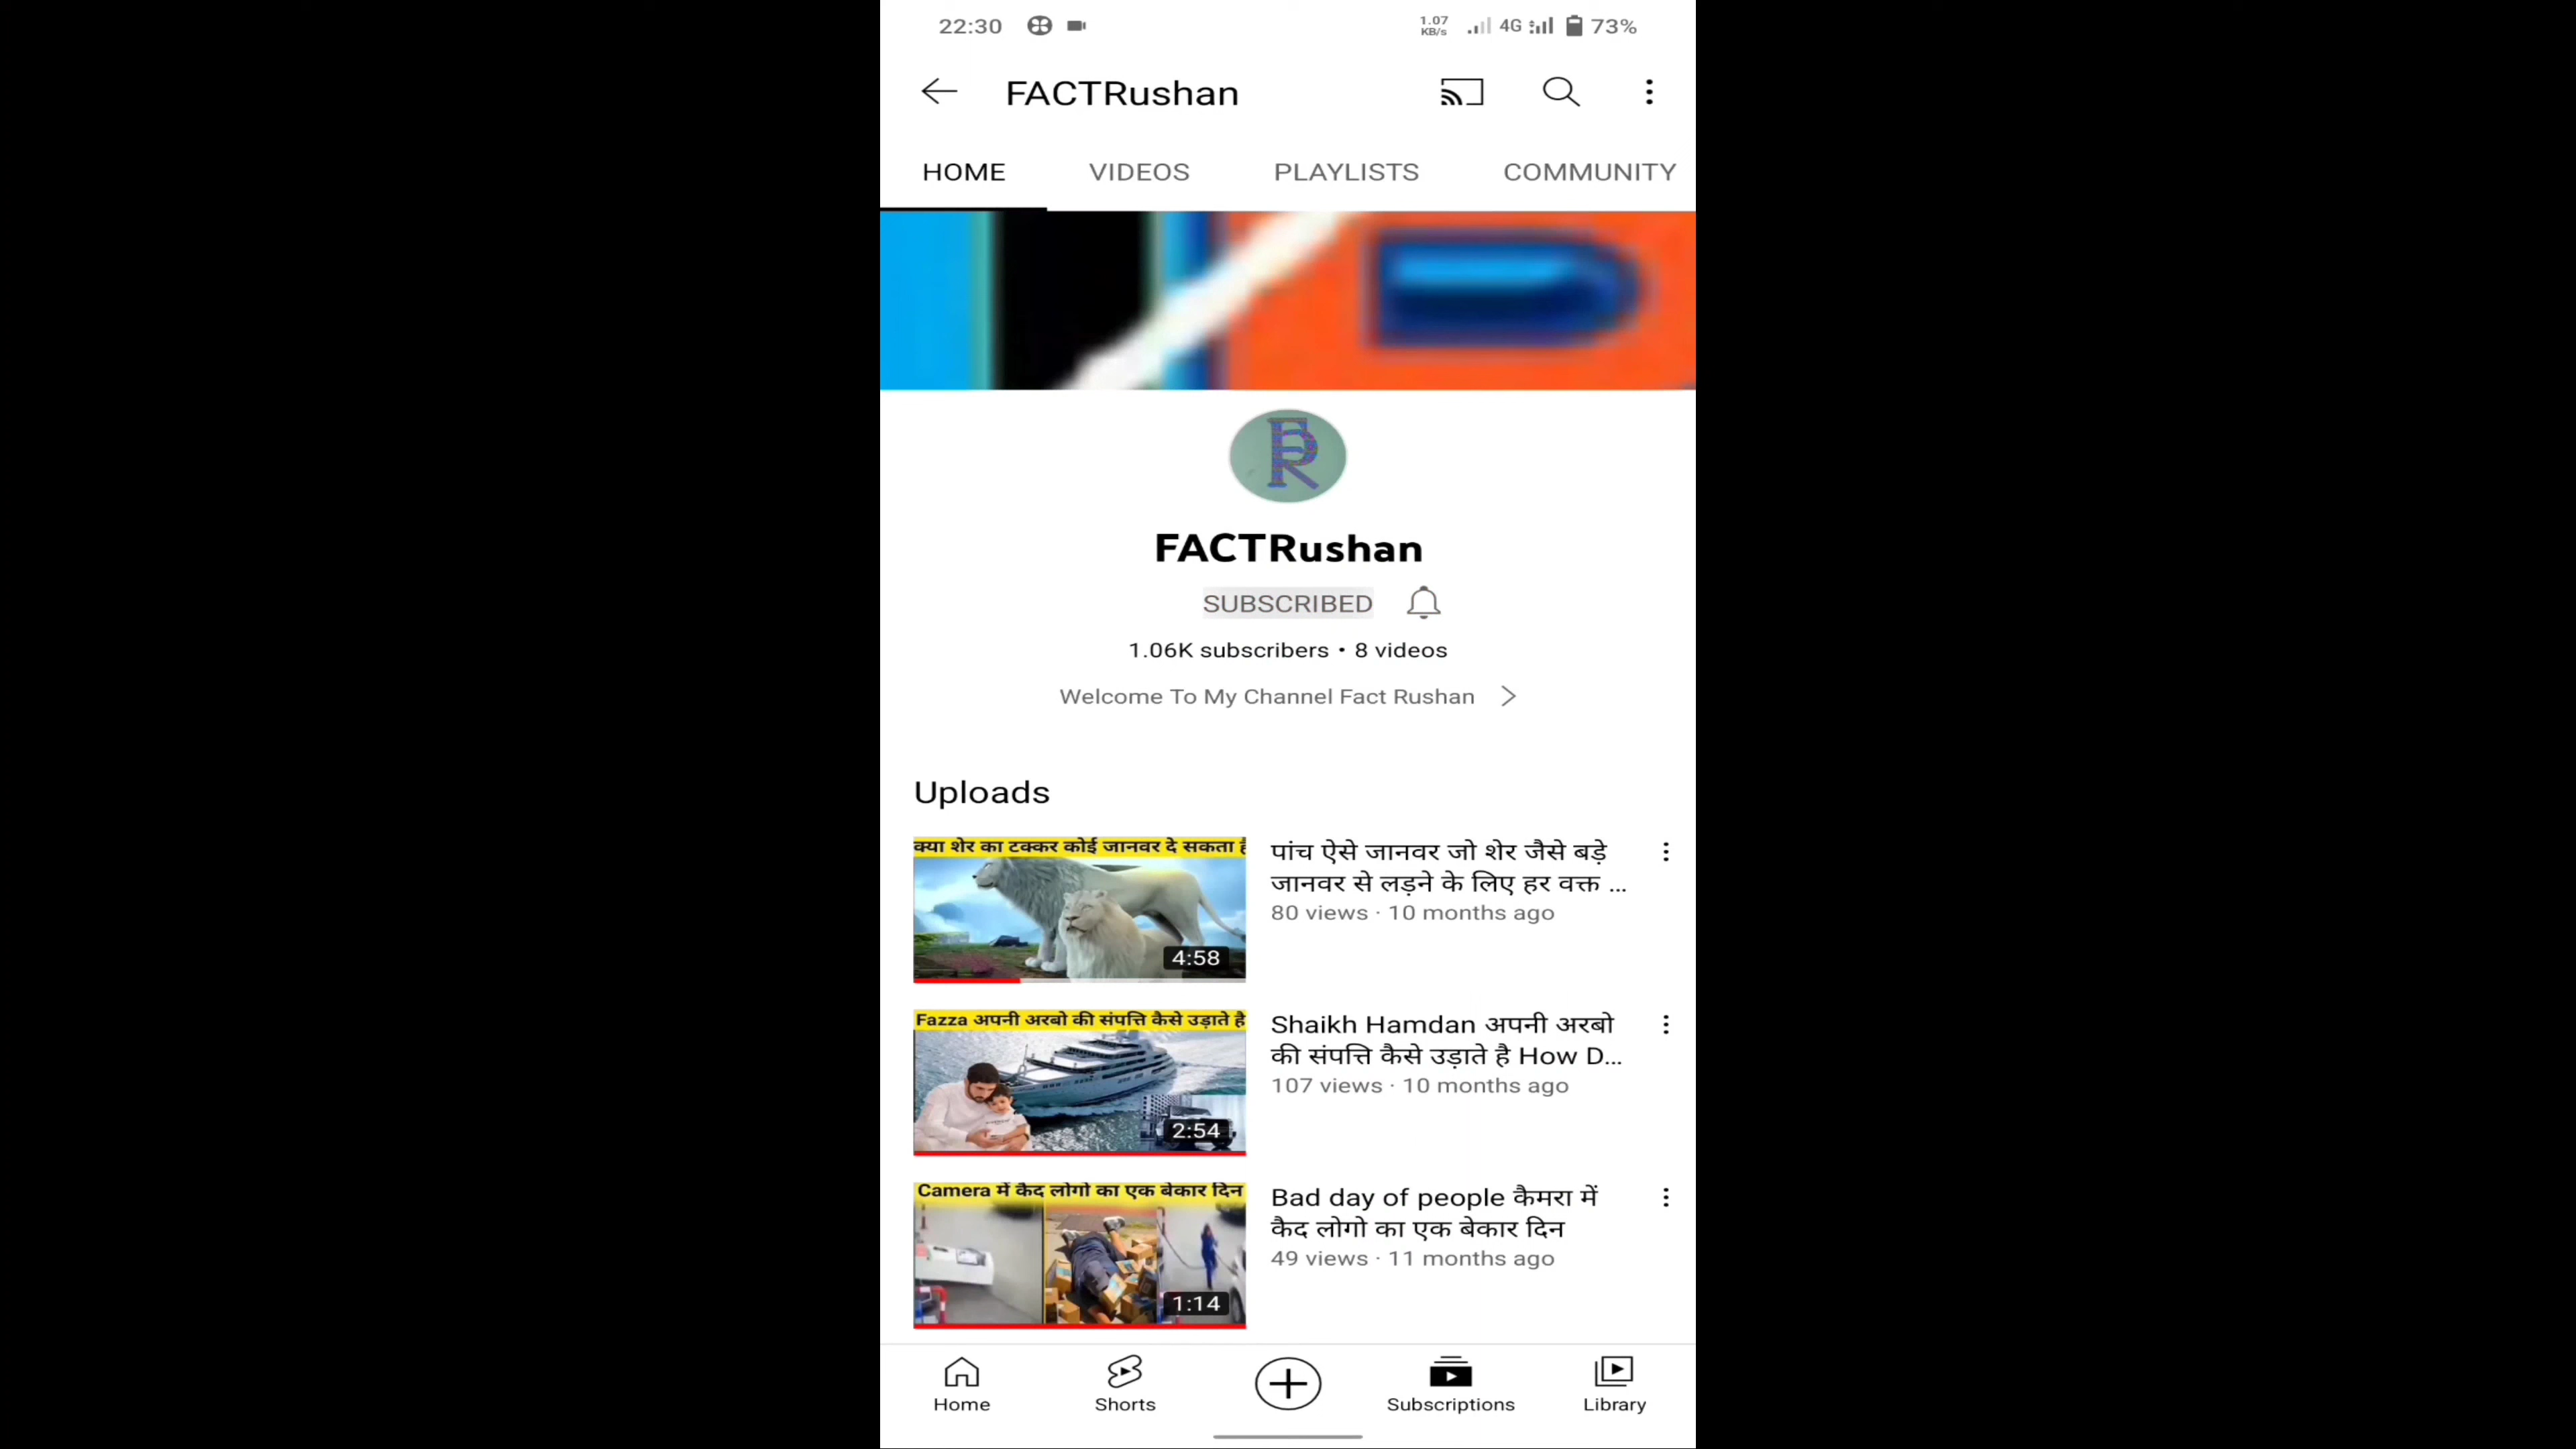 22:30
1.07
KB/s
4G
73%
FACTRushan
HOME
VIDEOS
PLAYLISTS
COMMUNITY
FR
FACTRushan
SUBSCRIBED
1.06K subscribers • 8 videos
Welcome To My Channel Fact Rushan
Uploads
क्या शेर का टक्कर कोई जानवर दे सकता
4:58
पांच ऐसे जानवर जो शेर जैसे बड़े
जानवर से लड़ने के लिए हर वक्त ...
80 views · 10 months ago
Fazza अपनी अरबो की संपत्ति कैसे उड़ाते है
2:54
Shaikh Hamdan अपनी अरबो
की संपत्ति कैसे उड़ाते है How D...
107 views · 10 months ago
Camera में कैद लोगो का एक बेकार दिन
1:14
Bad day of people कैमरा में
कैद लोगो का एक बेकार दिन
49 views · 11 months ago
Home
Shorts
Subscriptions
Library